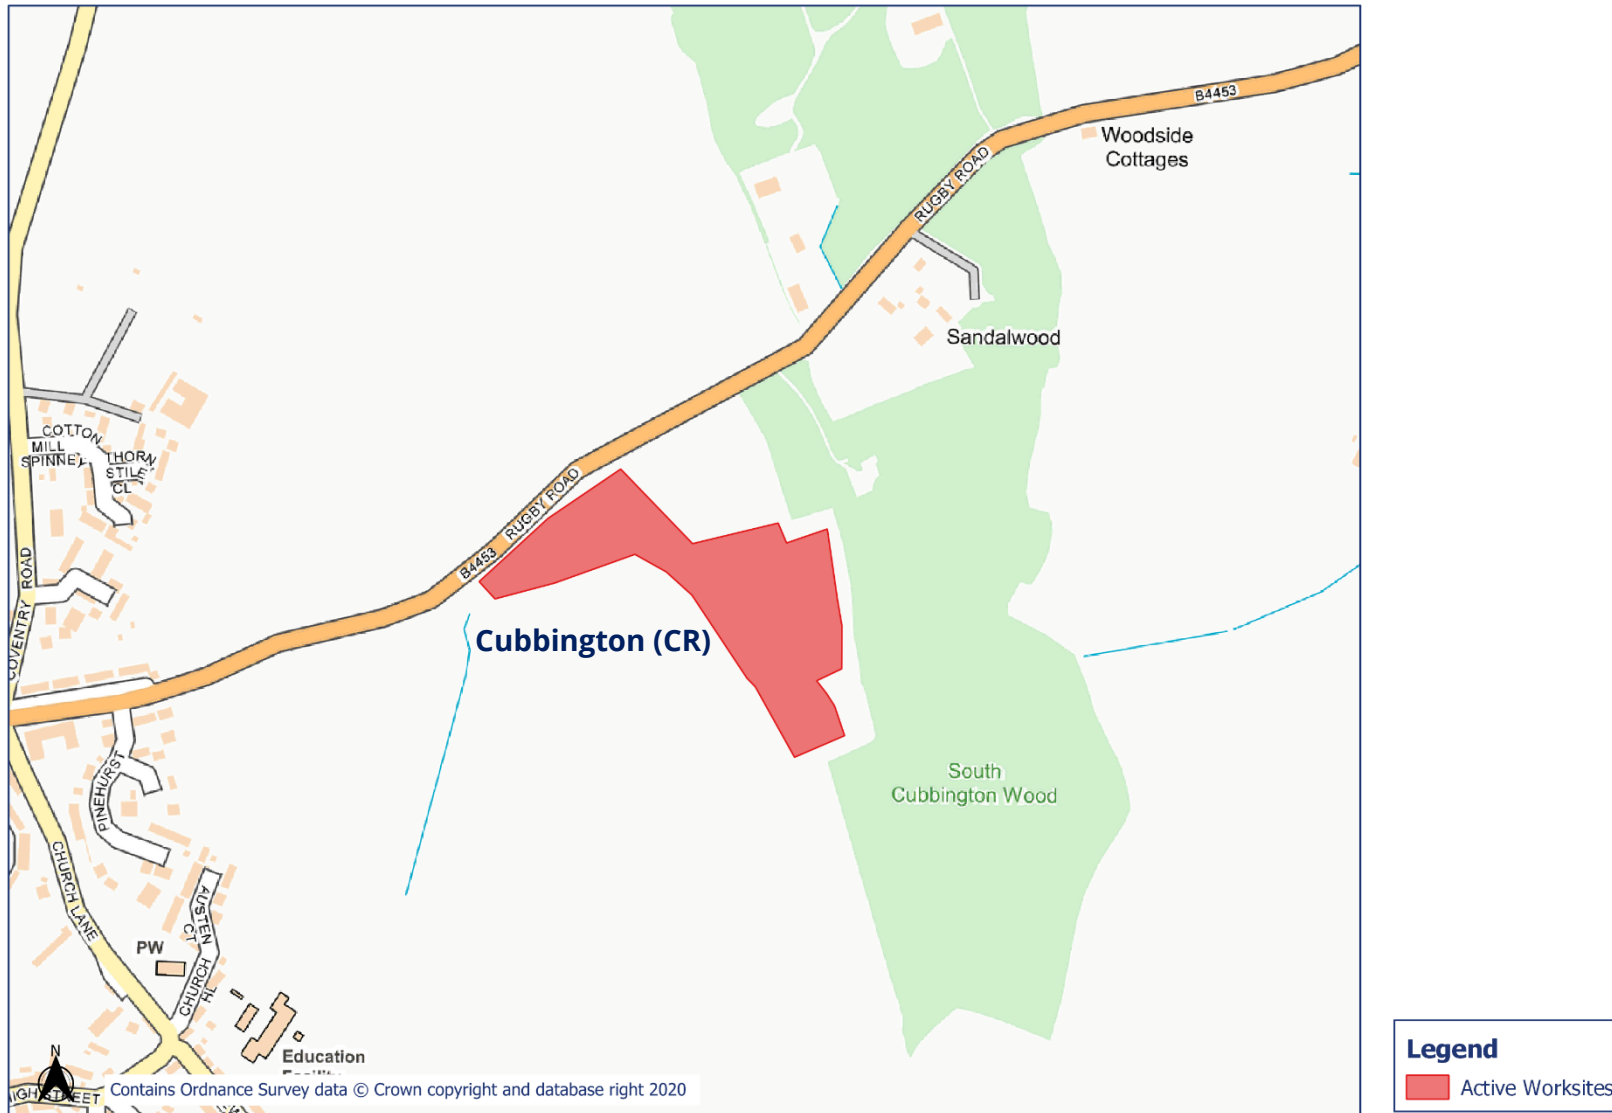 B4453
Woodside
Cottages
RUGBY ROAD
Sandalwood
COTTON
MILL
SPINNEY
THORN
STILE
CL
RUGBY ROAD
B4453
COVENTRY ROAD
Cubbington (CR)
PINEHURST
South
Cubbington Wood
CHURCH LANE
AUSTEN
CT
PW
CHURCH
HL
Education
N
Contains Ordnance Survey data © Crown copyright and database right 2020
STREET
Legend
Active Worksites